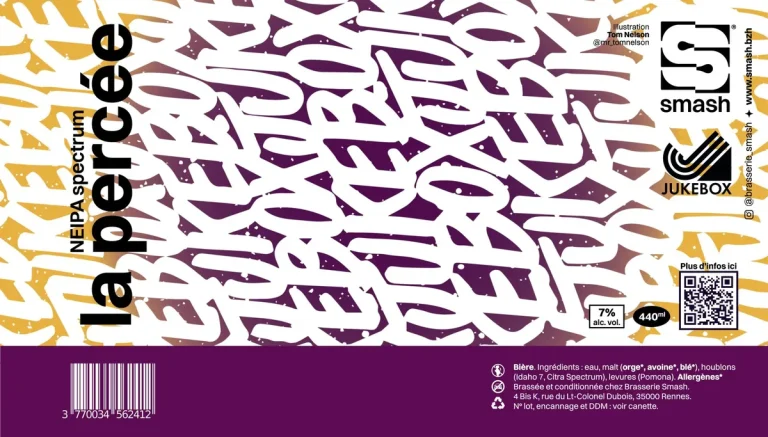 NEIPA spectrum
la percée
Illustration
Tom Nelson
@mr_tomnelson
S
smash
®
JUKEBOX
@brasserie_smash ✦ www.smash.bzh
Plus d'infos ici
7%
alc. vol.
440ml
Bière. Ingrédients : eau, malt (orge*, avoine*, blé*), houblons
(Idaho 7, Citra Spectrum), levures (Pomona). Allergènes*
Brassée et conditionnée chez Brasserie Smash.
4 Bis K, rue du Lt-Colonel Dubois, 35000 Rennes.
N° lot, encannage et DDM : voir canette.
3 770034 562412